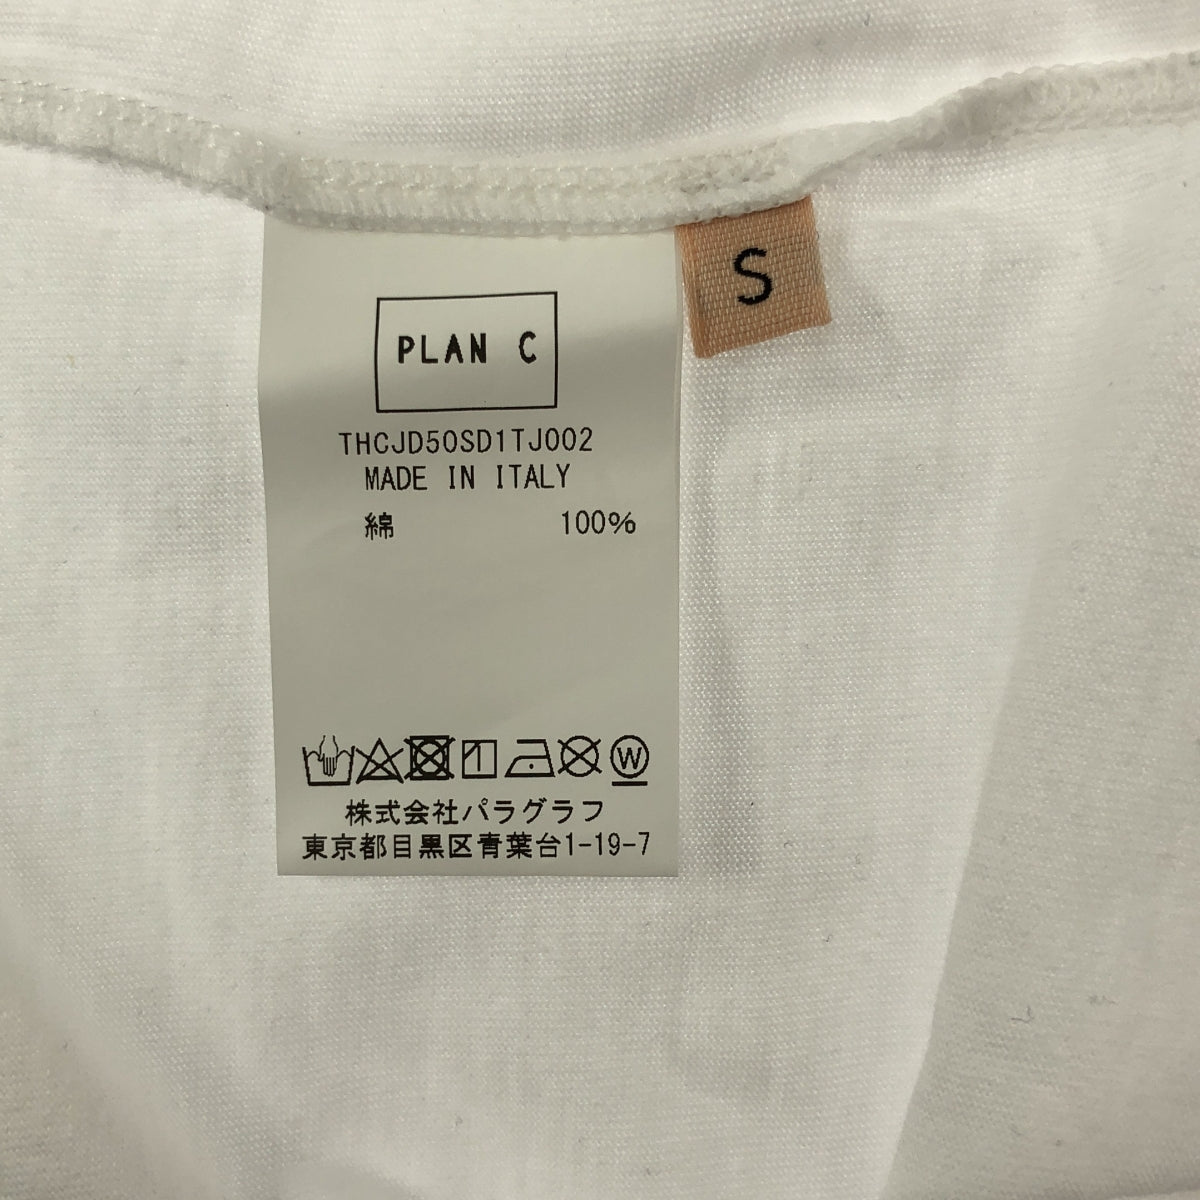 S
PLAN C
THCJD50SD1TJ002
MADE IN ITALY
綿 100%
W
株式会社パラグラフ
東京都目黒区青葉台1-19-7